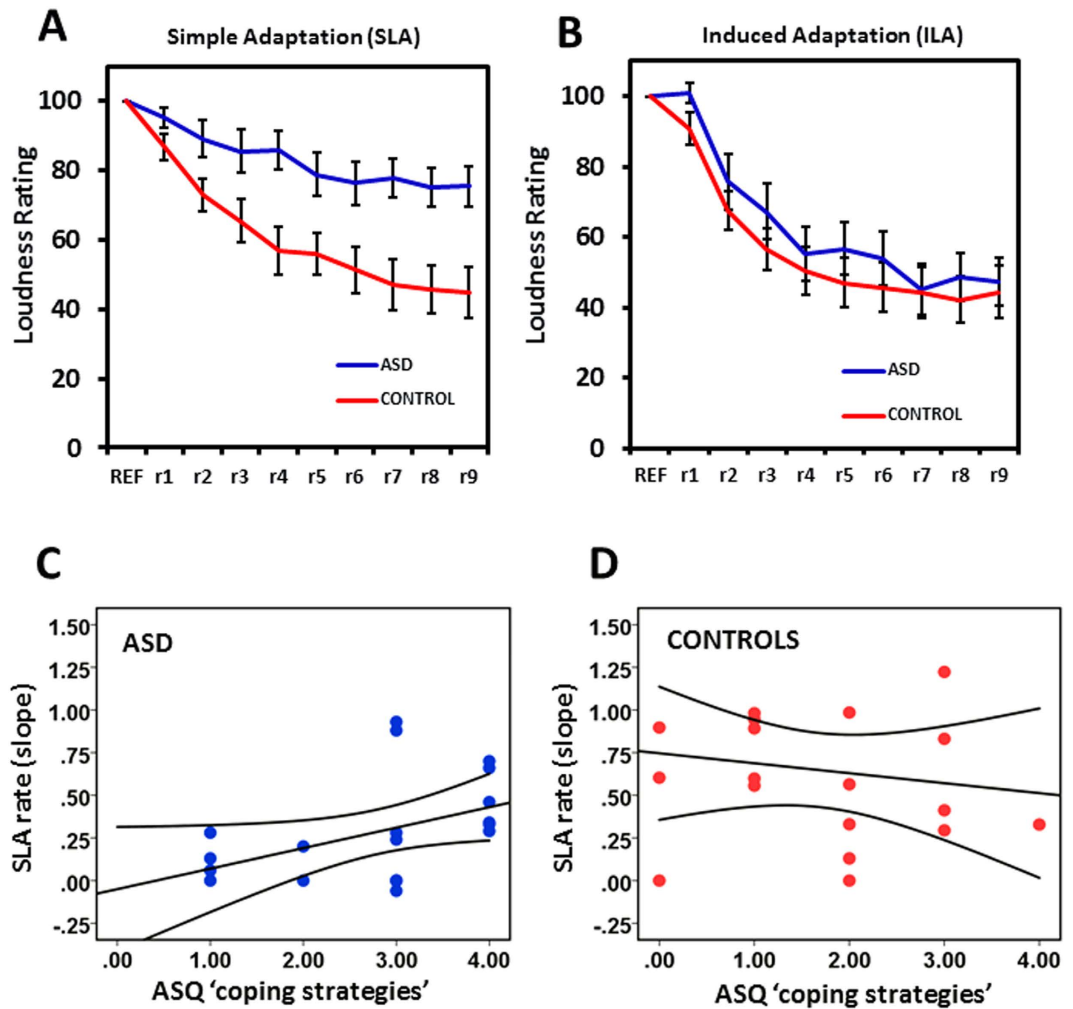 A
Simple Adaptation (SLA)
Loudness Rating
100
80
60
40
20
0
ASD
CONTROL
REF r1 r2 r3 r4 r5 r6 r7 r8 r9
B
Induced Adaptation (ILA)
Loudness Rating
100
80
60
40
20
0
ASD
CONTROL
REF r1 r2 r3 r4 r5 r6 r7 r8 r9
C
ASD
SLA rate (slope)
1.50
1.25
1.00
.75
.50
.25
.00
-.25
.00 1.00 2.00 3.00 4.00
ASQ ‘coping strategies’
D
CONTROLS
SLA rate (slope)
1.50
1.25
1.00
.75
.50
.25
.00
-.25
.00 1.00 2.00 3.00 4.00
ASQ ‘coping strategies’